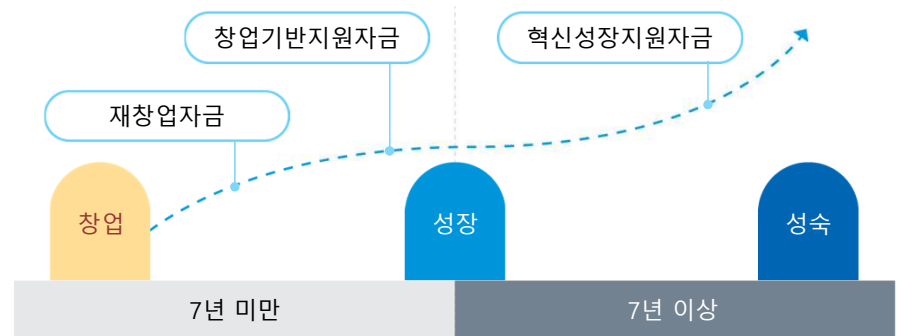 창업기반지원자금
혁신성장지원자금
재창업자금
창업
성장
성숙
7년 미만
7년 이상